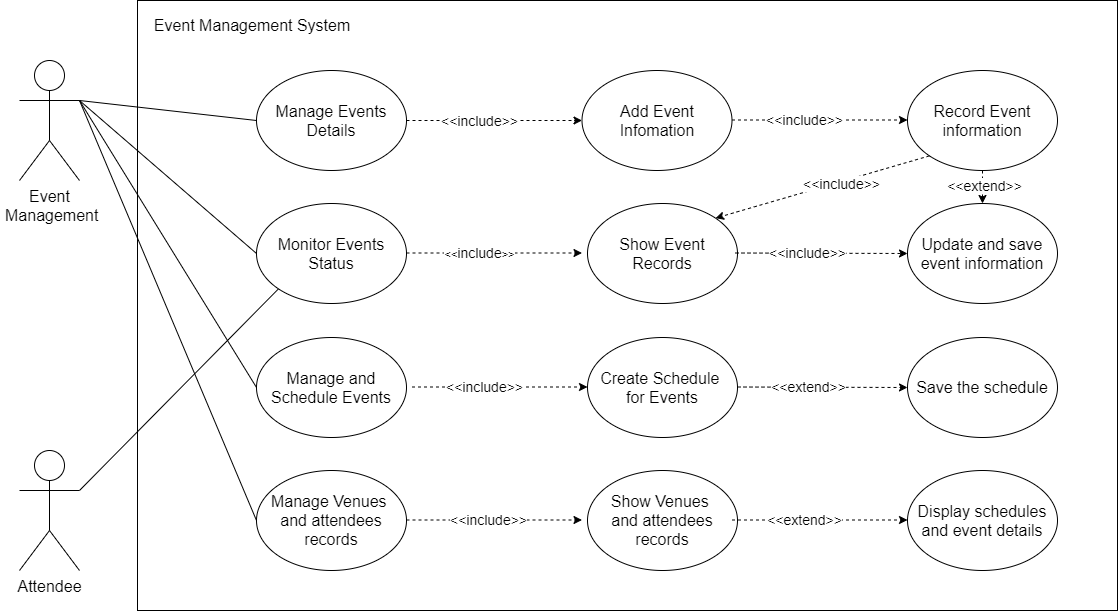 Event Management System
Manage Events
Details
<<include>>
Add Event
Infomation
<<include>>
Record Event
information
Event
Management
<<include>>
<<extend>>
Monitor Events
Status
<<include>>
Show Event
Records
<<include>>
Update and save
event information
Manage and
Schedule Events
<<include>>
Create Schedule
for Events
<<extend>>
Save the schedule
Manage Venues
and attendees
records
<<include>>
Show Venues
and attendees
records
<<extend>>
Display schedules
and event details
Attendee